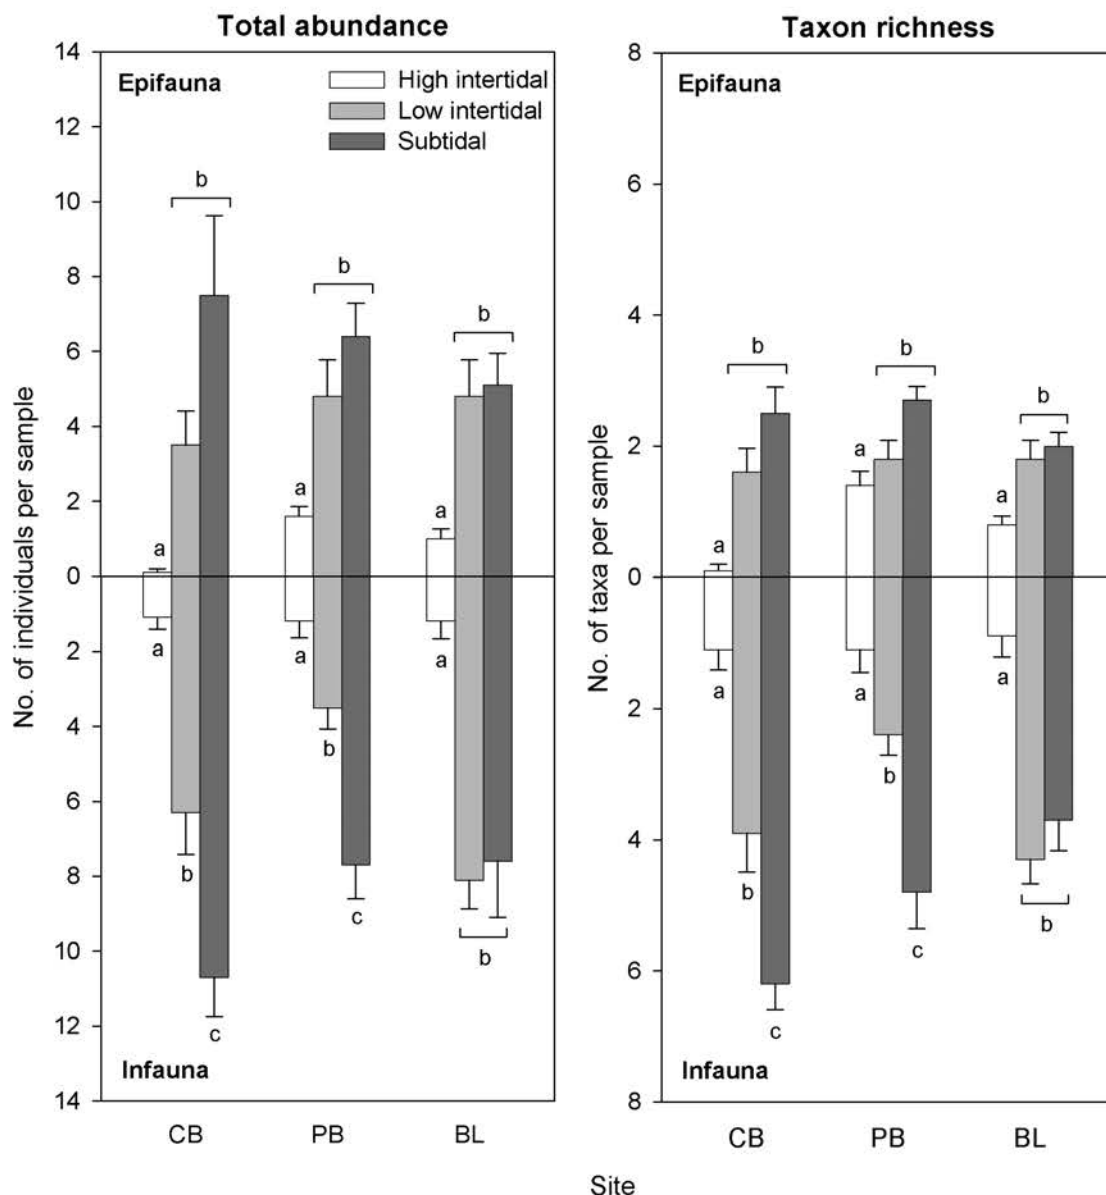 Total abundance
No. of individuals per sample
14
12
10
8
6
4
2
0
2
4
6
8
10
12
14
Epifauna
High intertidal
Low intertidal
Subtidal
b
b
b
a
a
a
a
a
a
b
b
c
b
c
Infauna
CB
PB
BL
Taxon richness
No. of taxa per sample
8
6
4
2
0
2
4
6
8
Epifauna
b
b
b
a
a
a
a
a
a
b
b
b
c
c
Infauna
CB
PB
BL
Site